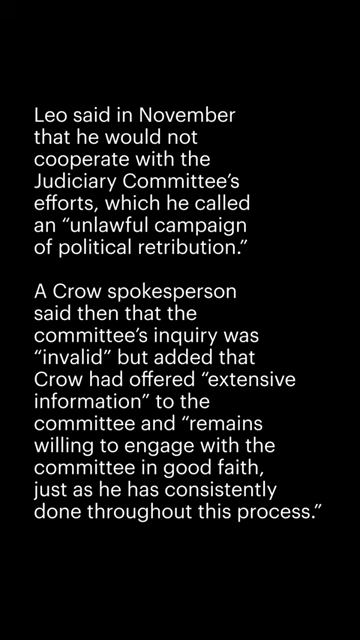 Leo said in November
that he would not
cooperate with the
Judiciary Committee’s
efforts, which he called
an “unlawful campaign
of political retribution.”
A Crow spokesperson
said then that the
committee’s inquiry was
“invalid” but added that
Crow had offered “extensive
information” to the
committee and “remains
willing to engage with the
committee in good faith,
just as he has consistently
done throughout this process.”